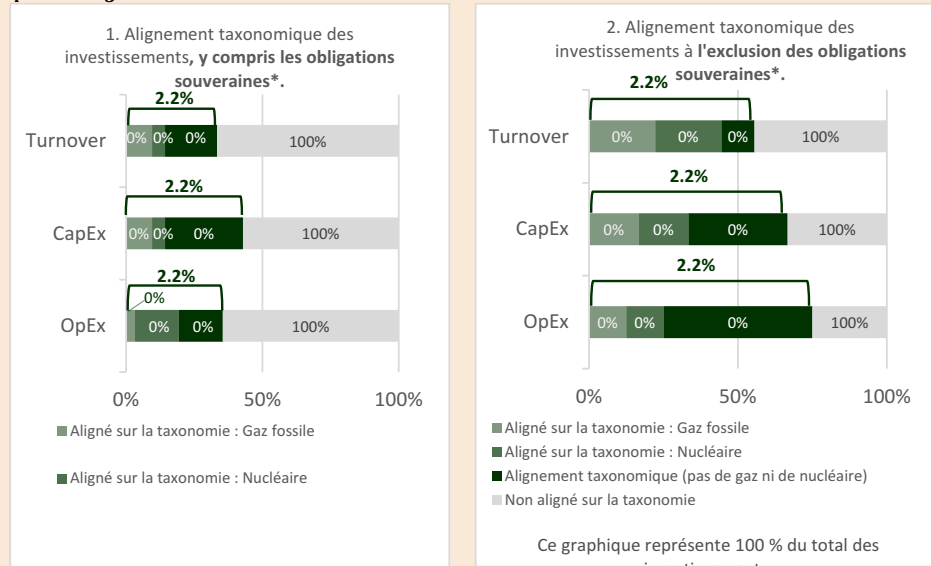 1. Alignement taxonomique des
investissements, y compris les obligations
souveraines*.
2.2%
Turnover
0% 0% 0% 100%
2.2%
CapEx
0% 0% 0% 100%
2.2%
0%
OpEx
0% 0% 100%
0% 50% 100%
Aligné sur la taxonomie : Gaz fossile
Aligné sur la taxonomie : Nucléaire
2. Alignement taxonomique des
investissements à l'exclusion des obligations
souveraines*.
2.2%
Turnover
0% 0% 0% 100%
2.2%
CapEx
0% 0% 0% 100%
2.2%
OpEx
0% 0% 0% 100%
0% 50% 100%
Aligné sur la taxonomie : Gaz fossile
Aligné sur la taxonomie : Nucléaire
Alignement taxonomique (pas de gaz ni de nucléaire)
Non aligné sur la taxonomie
Ce graphique représente 100 % du total des